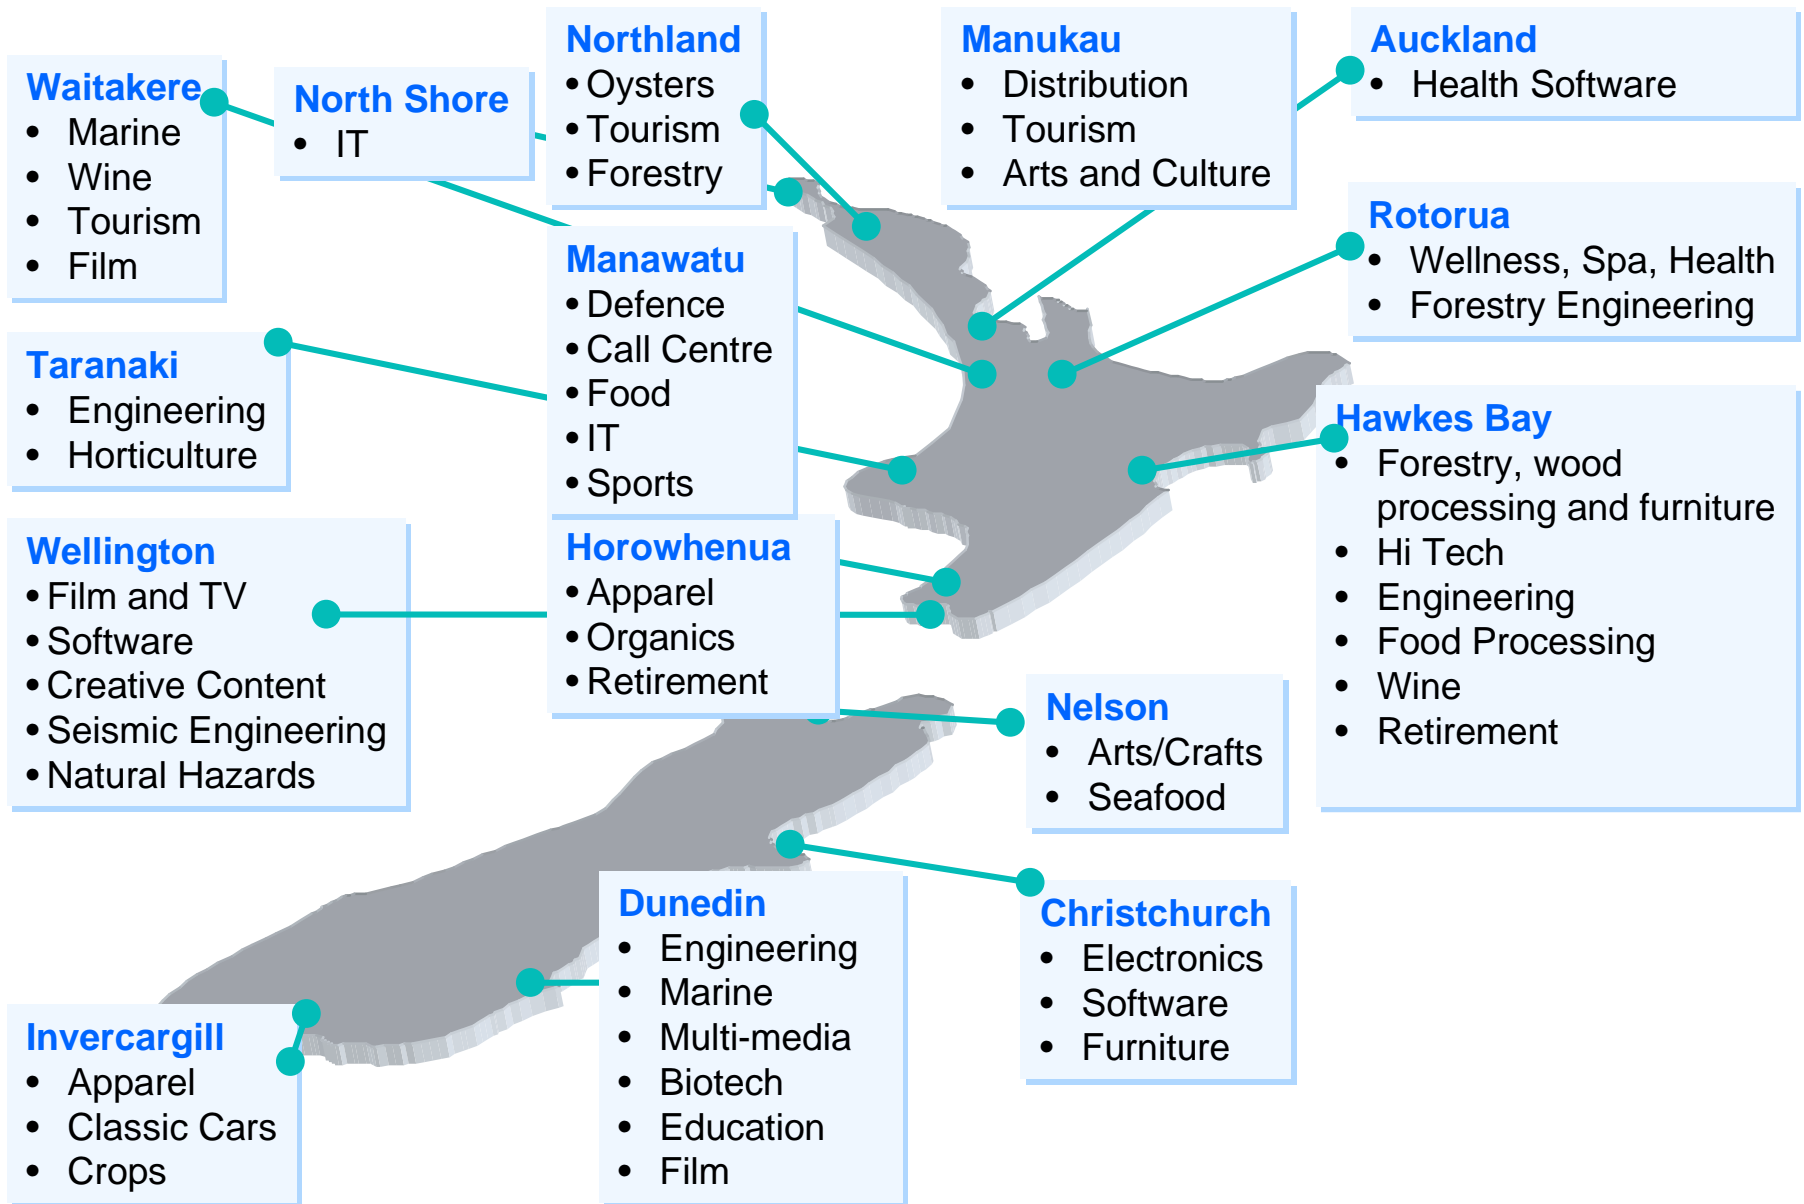 Northland
• Oysters
• Tourism
• Forestry
Manukau
• Distribution
• Tourism
• Arts and Culture
Auckland
• Health Software
Waitakere
• Marine
• Wine
• Tourism
• Film
North Shore
• IT
Rotorua
• Wellness, Spa, Health
• Forestry Engineering
Manawatu
• Defence
• Call Centre
• Food
• IT
• Sports
Taranaki
• Engineering
• Horticulture
Hawkes Bay
• Forestry, wood
processing and furniture
• Hi Tech
• Engineering
• Food Processing
• Wine
• Retirement
Wellington
• Film and TV
• Software
• Creative Content
• Seismic Engineering
• Natural Hazards
Horowhenua
• Apparel
• Organics
• Retirement
Nelson
• Arts/Crafts
• Seafood
Dunedin
• Engineering
• Marine
• Multi-media
• Biotech
• Education
• Film
Christchurch
• Electronics
• Software
• Furniture
Invercargill
• Apparel
• Classic Cars
• Crops